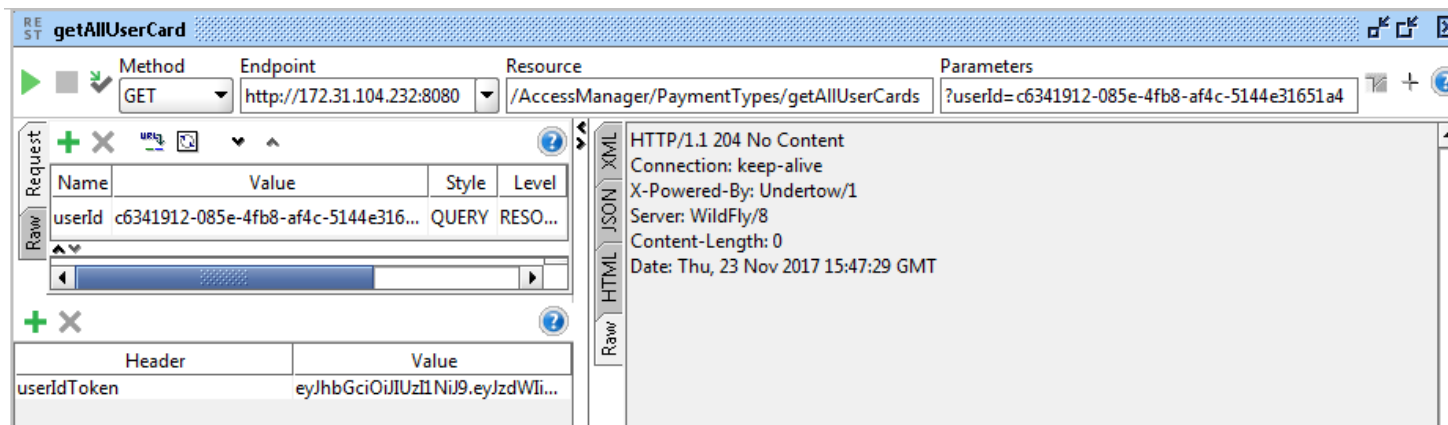 REST getAllUserCard
Method Endpoint Resource Parameters
GET http://172.31.104.232:8080 /AccessManager/PaymentTypes/getAllUserCards ?userId=c6341912-085e-4fb8-af4c-5144e31651a4
Request
Raw
Name Value Style Level
userId c6341912-085e-4fb8-af4c-5144e316... QUERY RESO...
Header Value
userIdToken eyJhbGciOiJIUzI1NiJ9.eyJzdWIi...
XML
JSON
HTML
Raw
HTTP/1.1 204 No Content
Connection: keep-alive
X-Powered-By: Undertow/1
Server: WildFly/8
Content-Length: 0
Date: Thu, 23 Nov 2017 15:47:29 GMT